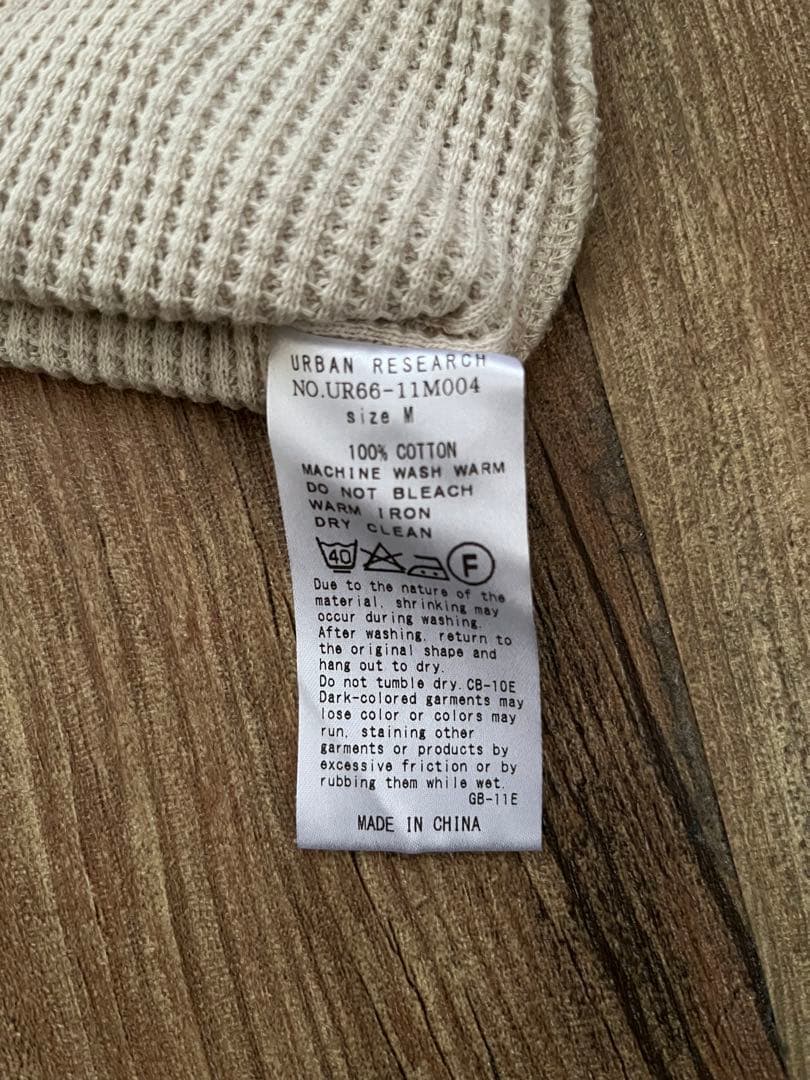 URBAN RESEARCH
NO.UR66-11M004
size M
100% COTTON
MACHINE WASH WARM
DO NOT BLEACH
WARM IRON
DRY CLEAN
40 F
Due to the nature of the
material, shrinking may
occur during washing.
After washing, return to
the original shape and
hang out to dry.
Do not tumble dry. CB-10E
Dark-colored garments may
lose color or colors may
run, staining other
garments or products by
excessive friction or by
rubbing them while wet.
GB-11E
MADE IN CHINA